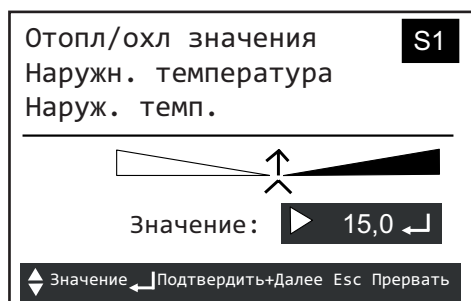 Отопл/охл значения S1
Наружн. температура
Наруж. темп.
Значение: 15,0
Значение Подтвердить+Далее Esc Прервать